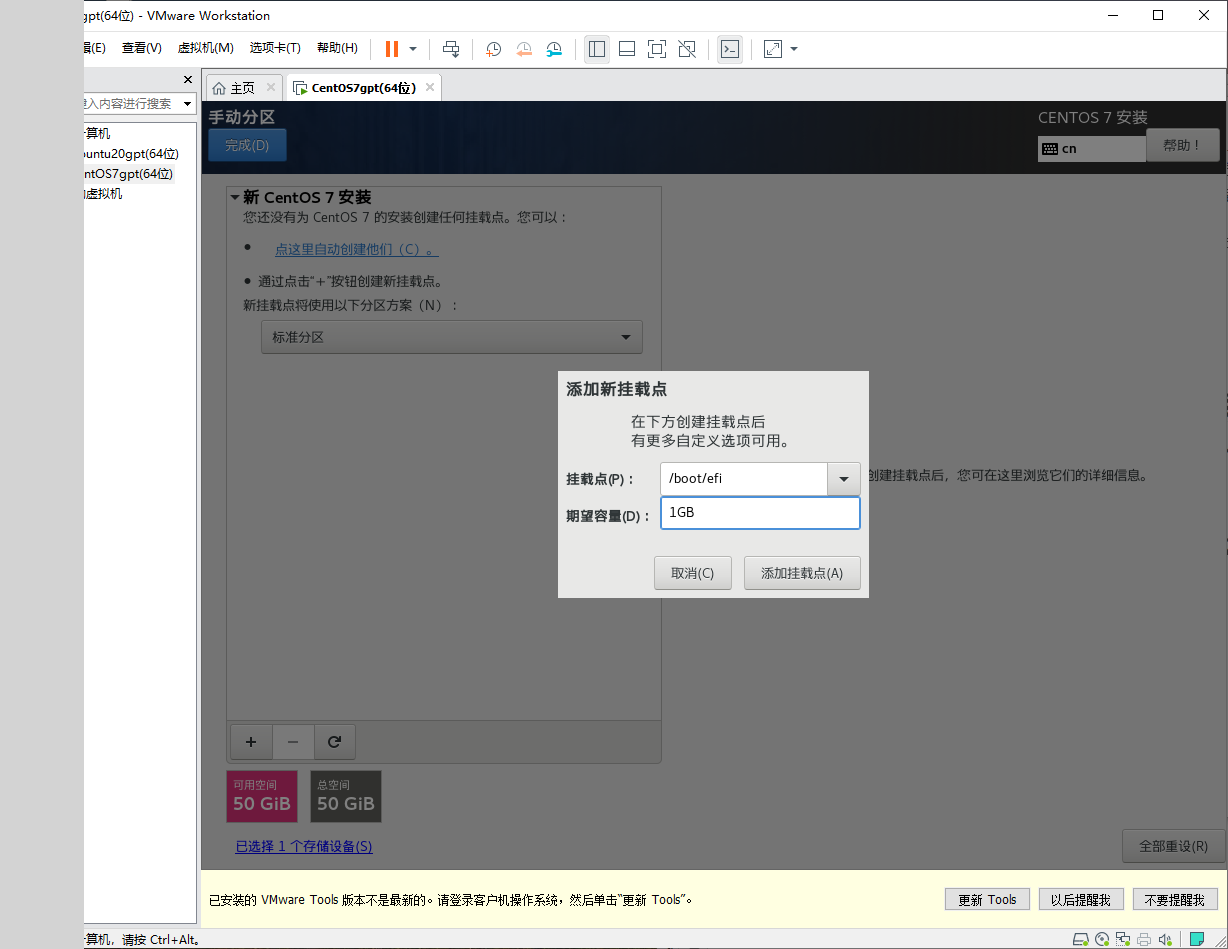 gpt(64位) - VMware Workstation
辑(E) 查看(V) 虚拟机(M) 选项卡(T) 帮助(H)
主页 CentOS7gpt(64位)
入内容进行搜索
计算机
buntu20gpt(64位)
ntOS7gpt(64位)
虚拟机
手动分区
完成(D)
CENTOS 7 安装
cn
帮助！
新 CentOS 7 安装
您还没有为 CentOS 7 的安装创建任何挂载点。您可以：
• 点这里自动创建他们（C）。
• 通过点击“+”按钮创建新挂载点。
新挂载点将使用以下分区方案（N）：
标准分区
添加新挂载点
在下方创建挂载点后
有更多自定义选项可用。
挂载点(P)： /boot/efi
期望容量(D)： 1GB
取消(C) 添加挂载点(A)
创建挂载点后，您可在这里浏览它们的详细信息。
+ − 
可用空间
50 GiB
总空间
50 GiB
已选择 1 个存储设备(S)
全部重设(R)
已安装的 VMware Tools 版本不是最新的。请登录客户机操作系统，然后单击“更新 Tools”。
更新 Tools 以后提醒我 不要提醒我
计算机，请按 Ctrl+Alt。